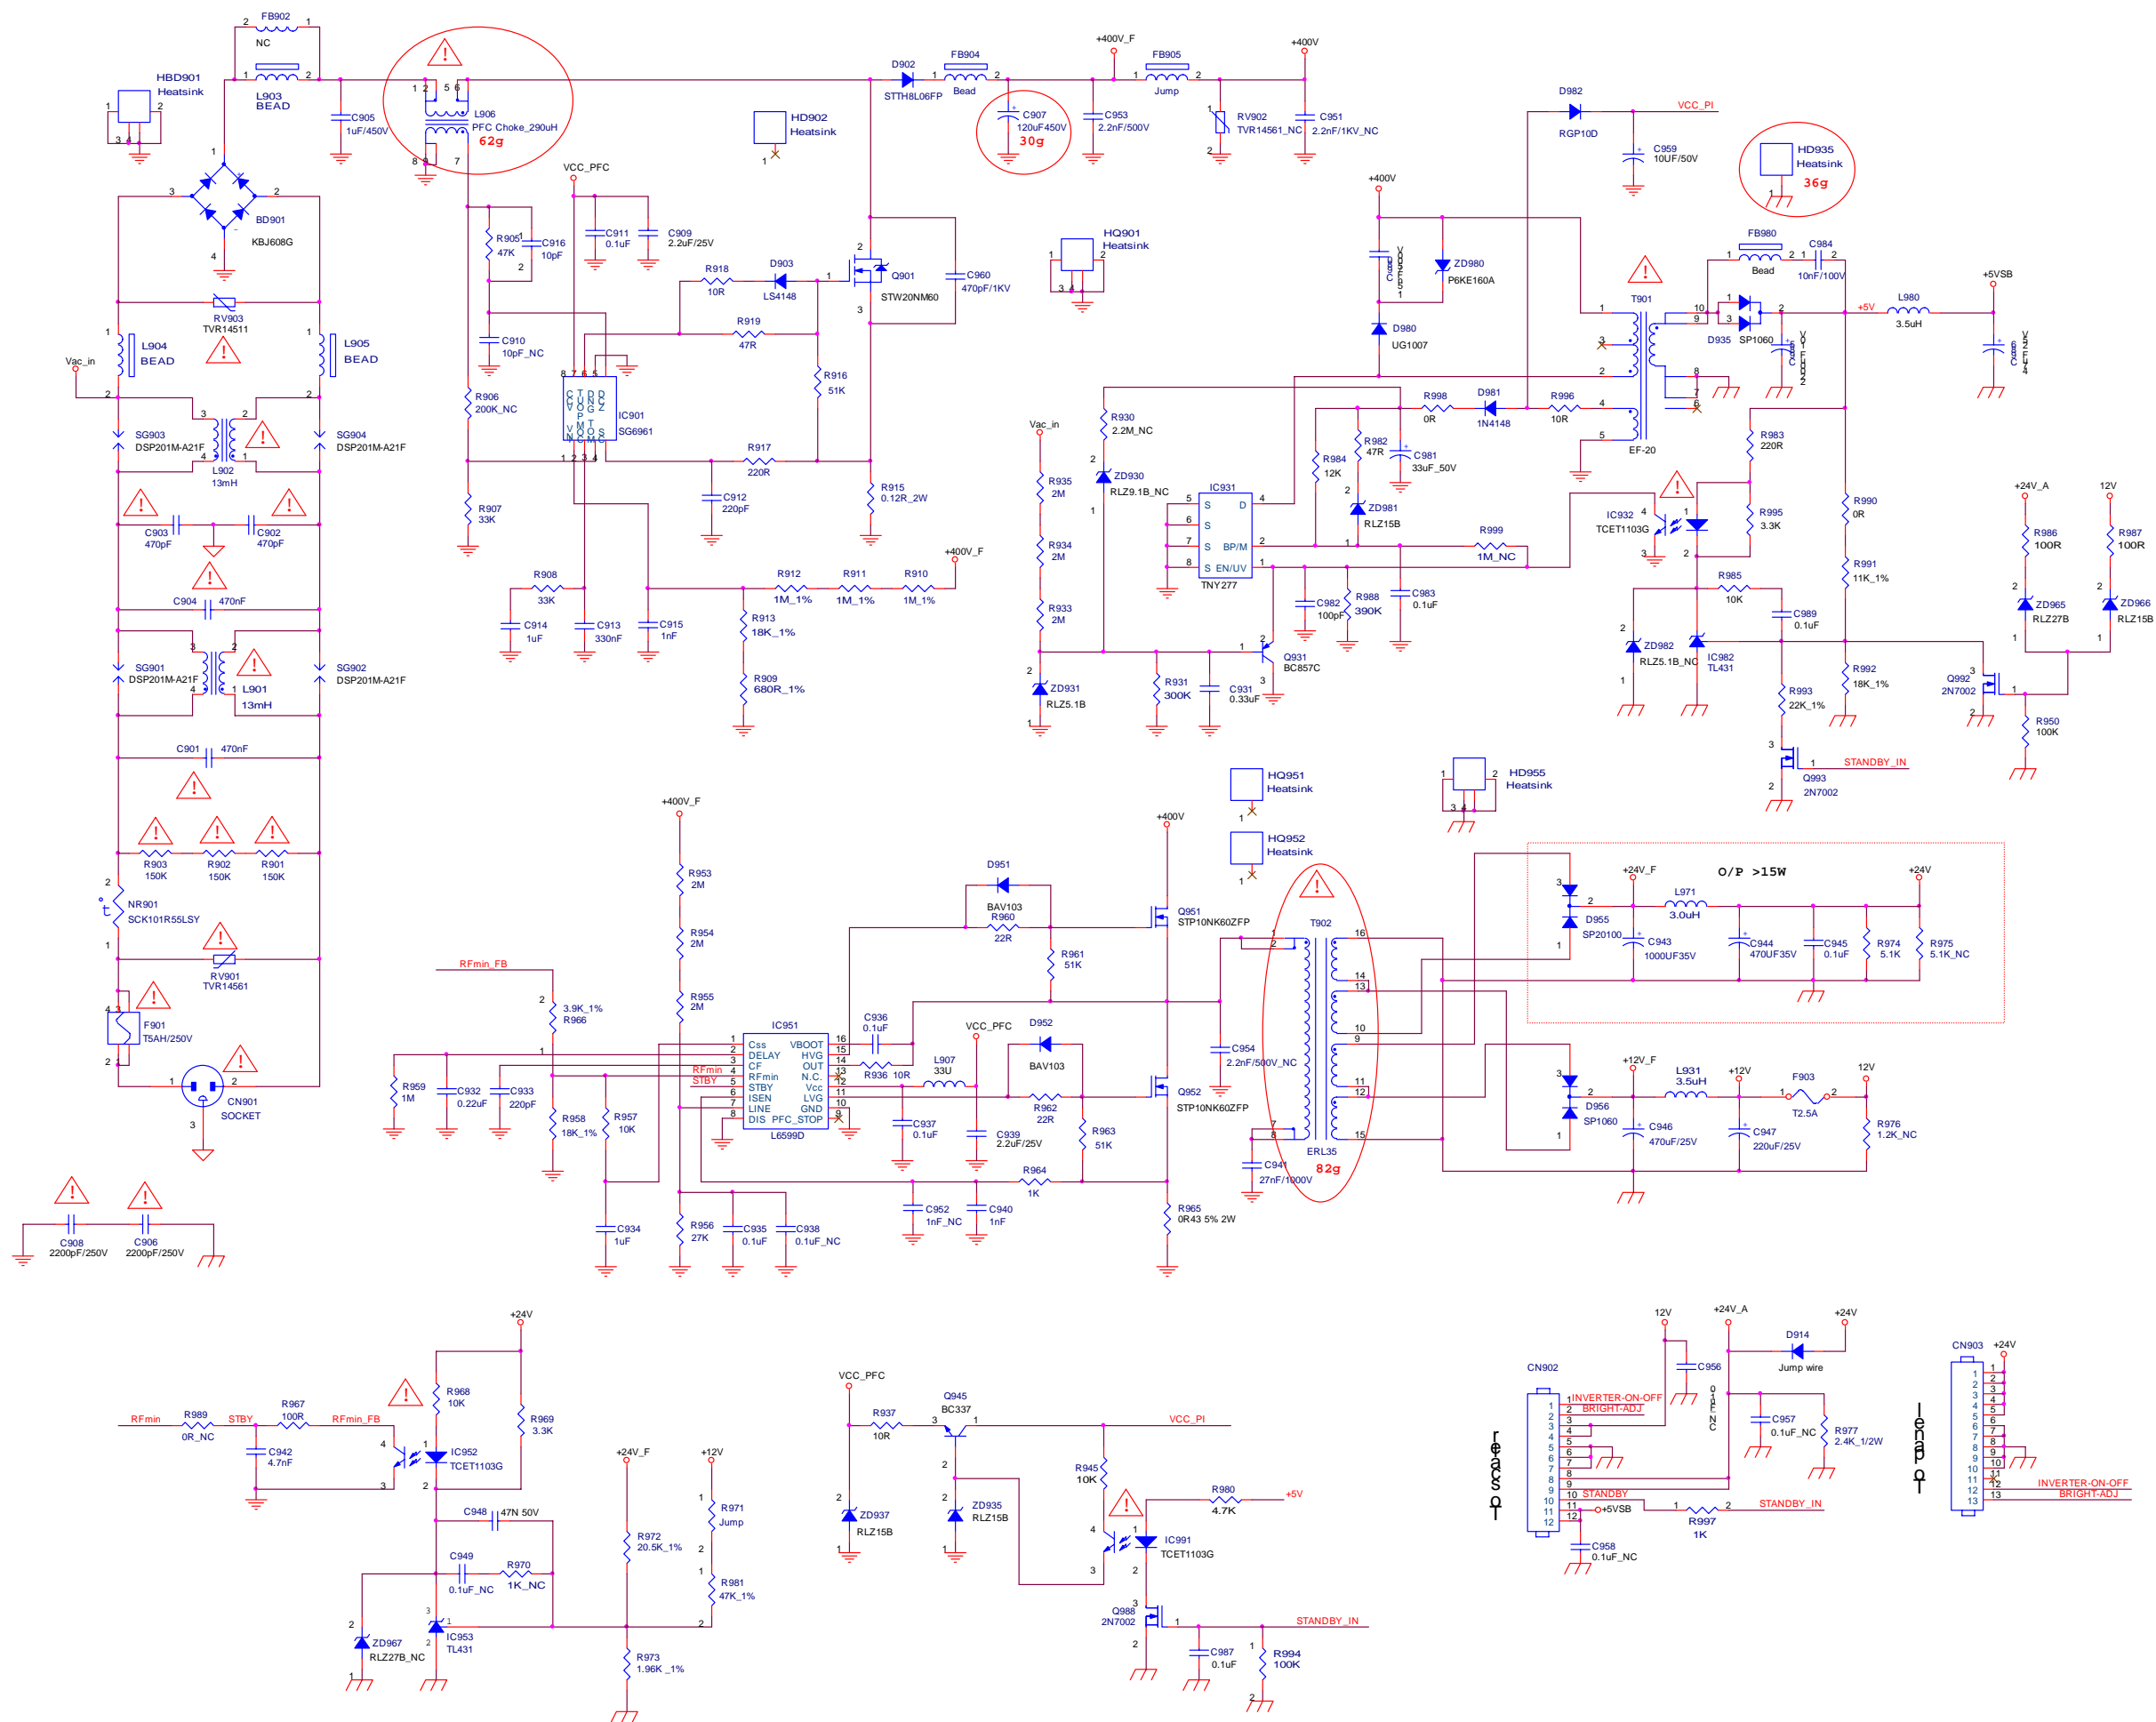 FB902
NC
L903
BEAD
HBD901
Heatsink
C905
1uF/450V
L906
PFC Choke_290uH
62g
HD902
Heatsink
D902
STTH8L06FP
FB904
Bead
C907
120uF450V
30g
C953
2.2nF/500V
+400V_F
FB905
Jump
+400V
RV902
TVR14561_NC
C951
2.2nF/1KV_NC
D982
RGP10D
VCC_PI
C959
10UF/50V
HD935
Heatsink
36g
BD901
KBJ608G
RV903
TVR14511
L904
BEAD
L905
BEAD
Vac_in
SG903
DSP201M-A21F
SG904
DSP201M-A21F
L902
13mH
C903
470pF
C902
470pF
C904
470nF
SG901
DSP201M-A21F
SG902
DSP201M-A21F
L901
13mH
C901
470nF
R903
150K
R902
150K
R901
150K
NR901
SCK101R55LSY
RV901
TVR14561
F901
T5AH/250V
CN901
SOCKET
C908
2200pF/250V
C906
2200pF/250V
VCC_PFC
R905
47K
C916
10pF
C911
0.1uF
C909
2.2uF/25V
C910
10pF_NC
R918
10R
D903
LS4148
R919
47R
Q901
STW20NM60
C960
470pF/1KV
R916
51K
R906
200K_NC
IC901
SG6961
R917
220R
C912
220pF
R915
0.12R_2W
R907
33K
R908
33K
C914
1uF
C913
330nF
C915
1nF
R912
1M_1%
R911
1M_1%
R910
1M_1%
+400V_F
R913
18K_1%
R909
680R_1%
HQ901
Heatsink
+400V
ZD980
P6KE160A
D980
UG1007
T901
EF-20
FB980
Bead
C984
10nF/100V
D935
SP1060
+5V
L980
3.5uH
+5VSB
R930
2.2M_NC
R998
0R
D981
1N4148
R996
10R
ZD930
RLZ9.1B_NC
R984
12K
R982
47R
C981
33uF_50V
ZD981
RLZ15B
Vac_in
R935
2M
R934
2M
R933
2M
IC931
S
S
S
S
D
BP/M
EN/UV
TNY277
R999
1M_NC
C982
100pF
R988
390K
C983
0.1uF
Q931
BC857C
ZD931
RLZ5.1B
R931
300K
C931
0.33uF
IC932
TCET1103G
R983
220R
R995
3.3K
R990
0R
R991
11K_1%
R985
10K
C989
0.1uF
ZD982
RLZ5.1B_NC
IC982
TL431
R993
22K_1%
R992
18K_1%
Q993
2N7002
STANDBY_IN
+24V_A
12V
R986
100R
R987
100R
ZD965
RLZ27B
ZD966
RLZ15B
Q992
2N7002
R950
100K
HQ951
Heatsink
HQ952
Heatsink
HD955
Heatsink
+400V_F
R953
2M
R954
2M
R955
2M
RFmin_FB
3.9K_1%
R966
R959
1M
C932
0.22uF
C933
220pF
R958
18K_1%
R957
10K
C934
1uF
R956
27K
C935
0.1uF
C938
0.1uF_NC
IC951
Css
DELAY
CF
RFmin
STBY
ISEN
LINE
DIS
VBOOT
HVG
OUT
N.C.
Vcc
LVG
GND
PFC_STOP
L6599D
RFmin
STBY
C936
0.1uF
R936 10R
L907
33U
VCC_PFC
C937
0.1uF
C939
2.2uF/25V
D951
BAV103
R960
22R
R961
51K
D952
BAV103
R962
22R
R963
51K
R964
1K
C952
1nF_NC
C940
1nF
+400V
Q951
STP10NK60ZFP
Q952
STP10NK60ZFP
R965
0R43 5% 2W
C954
2.2nF/500V_NC
C941
27nF/1000V
T902
ERL35
82g
O/P >15W
D955
SP20100
+24V_F
L971
3.0uH
+24V
C943
1000UF35V
C944
470UF35V
C945
0.1uF
R974
5.1K
R975
5.1K_NC
D956
SP1060
+12V_F
L931
3.5uH
+12V
F903
T2.5A
12V
C946
470uF/25V
C947
220uF/25V
R976
1.2K_NC
+24V
R968
10K
R969
3.3K
RFmin
R989
0R_NC
STBY
R967
100R
RFmin_FB
C942
4.7nF
IC952
TCET1103G
C948
47N 50V
C949
0.1uF_NC
R970
1K_NC
ZD967
RLZ27B_NC
IC953
TL431
+24V_F
+12V
R971
Jump
R972
20.5K_1%
R981
47K_1%
R973
1.96K _1%
VCC_PFC
R937
10R
Q945
BC337
VCC_PI
ZD937
RLZ15B
ZD935
RLZ15B
R945
10K
R980
4.7K
+5V
IC991
TCET1103G
Q988
2N7002
STANDBY_IN
C987
0.1uF
R994
100K
CN902
INVERTER-ON-OFF
BRIGHT-ADJ
STANDBY
+5VSB
C958
0.1uF_NC
R997
1K
STANDBY_IN
12V
C956
+24V_A
D914
Jump wire
+24V
C957
0.1uF_NC
R977
2.4K_1/2W
CN903
+24V
INVERTER-ON-OFF
BRIGHT-ADJ